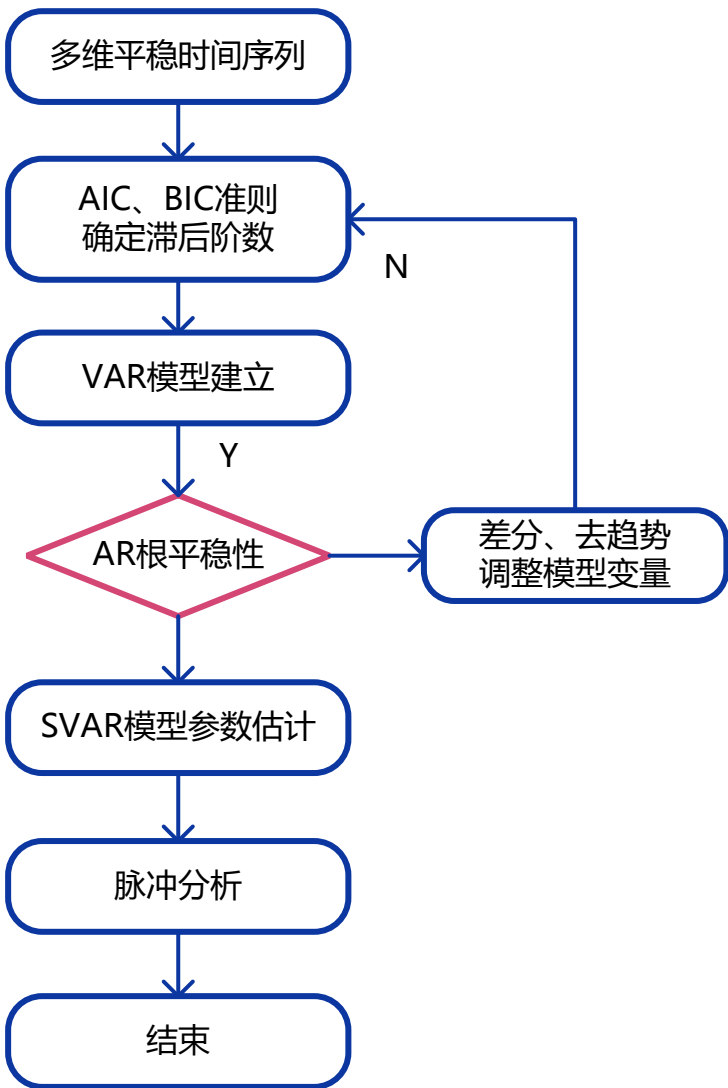 多维平稳时间序列
AIC、BIC准则
确定滞后阶数
N
VAR模型建立
Y
AR根平稳性
差分、去趋势
调整模型变量
SVAR模型参数估计
脉冲分析
结束